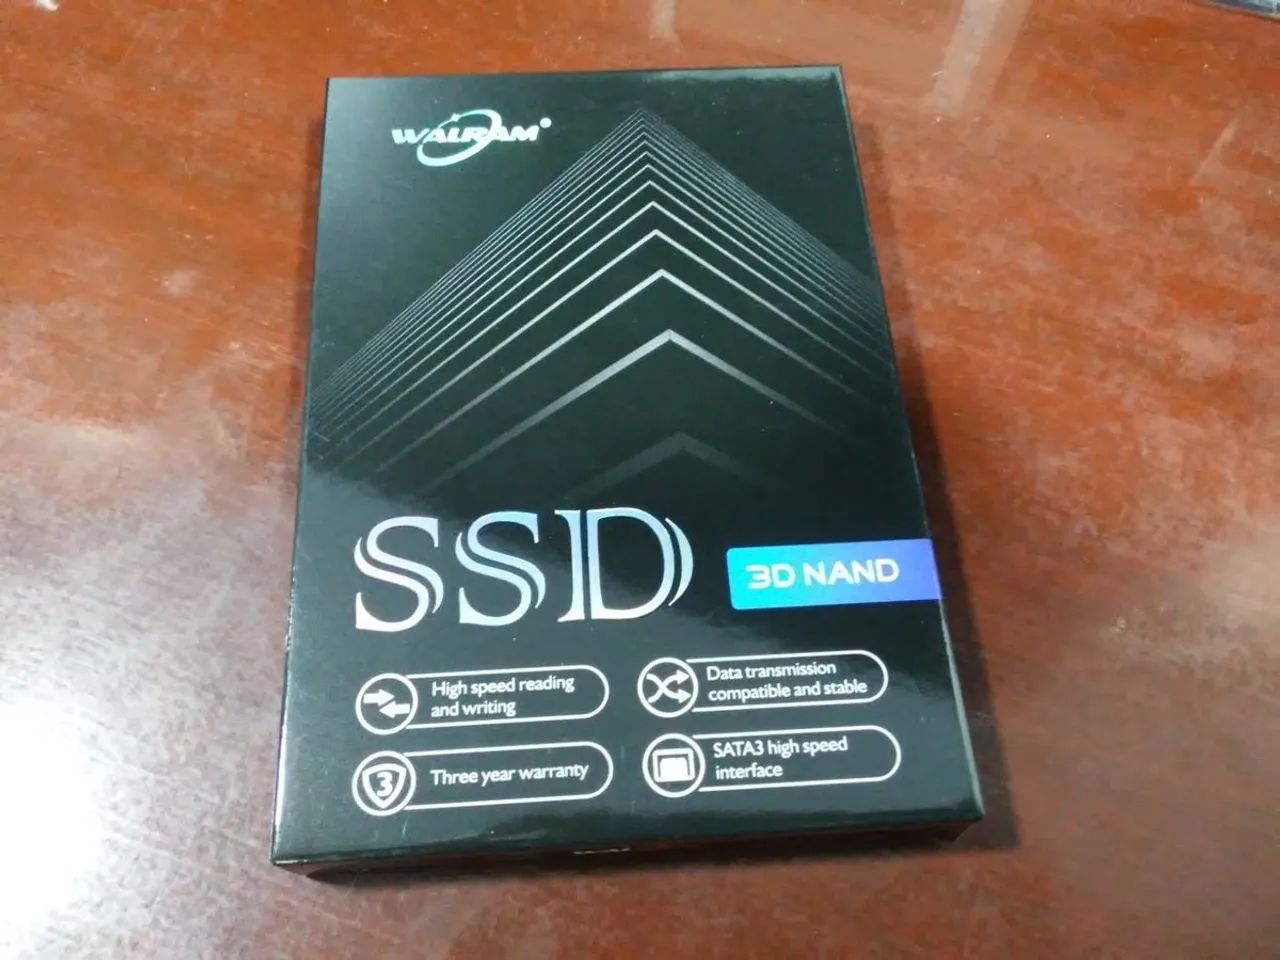 WALRAM®
SSD
3D NAND
High speed reading
and writing
Data transmission
compatible and stable
3
Three year warranty
SATA3 high speed
interface